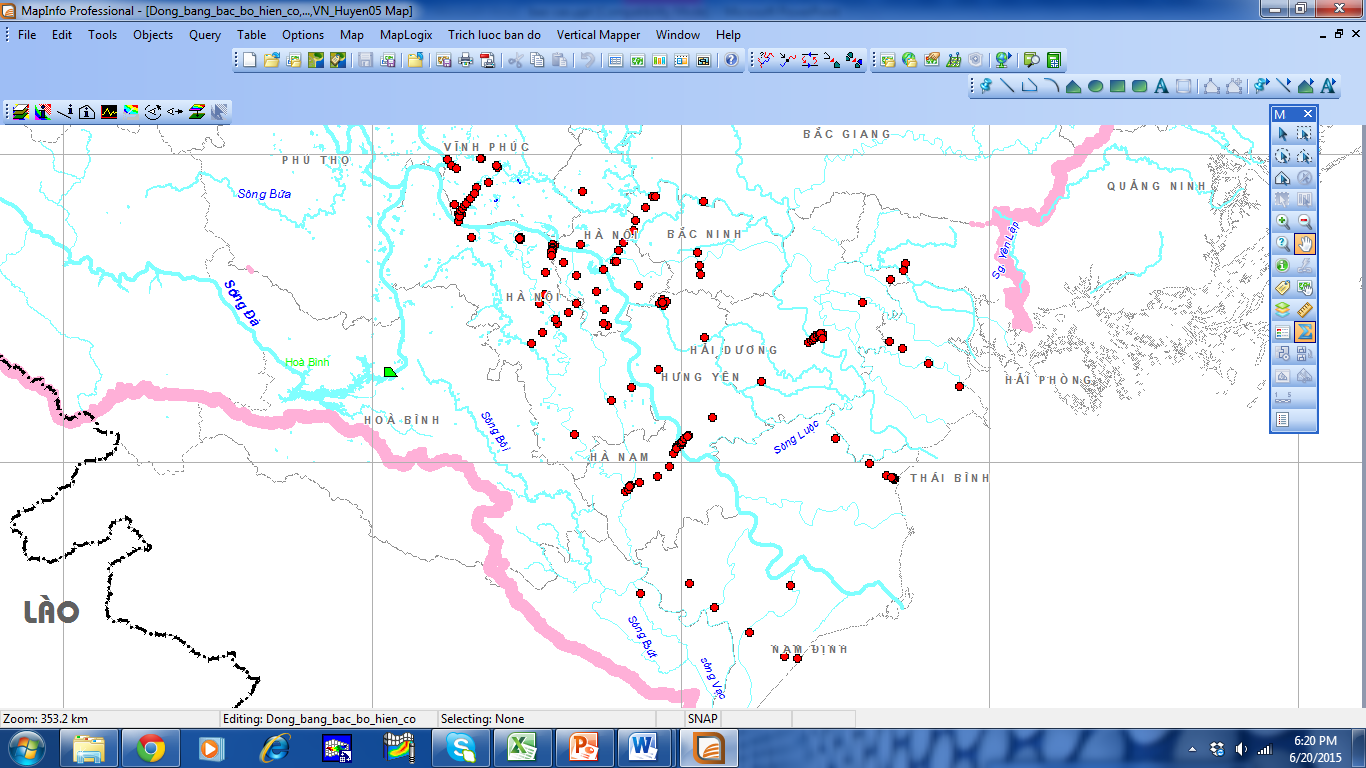 MapInfo Professional - [Dong_bang_bac_bo_hien_co,...,VN_Huyen05 Map]
File Edit Tools Objects Query Table Options Map MapLogix Trich luoc ban do Vertical Mapper Window Help
M
BẮC GIANG
VĨNH PHÚC
PHÚ THỌ
QUẢNG NINH
Sông Bứa
HÀ NỘI
BẮC NINH
Sg. Yên Lập
Sông Đà
HÀ NỘI
HẢI DƯƠNG
Hoà Bình
HƯNG YÊN
HẢI PHÒNG
HOÀ BÌNH
Sông Bôi
Sông Luộc
HÀ NAM
THÁI BÌNH
LÀO
Sông Bút
NAM ĐỊNH
sông Vạc
Zoom: 353.2 km Editing: Dong_bang_bac_bo_hien_co Selecting: None SNAP
6:20 PM
6/20/2015